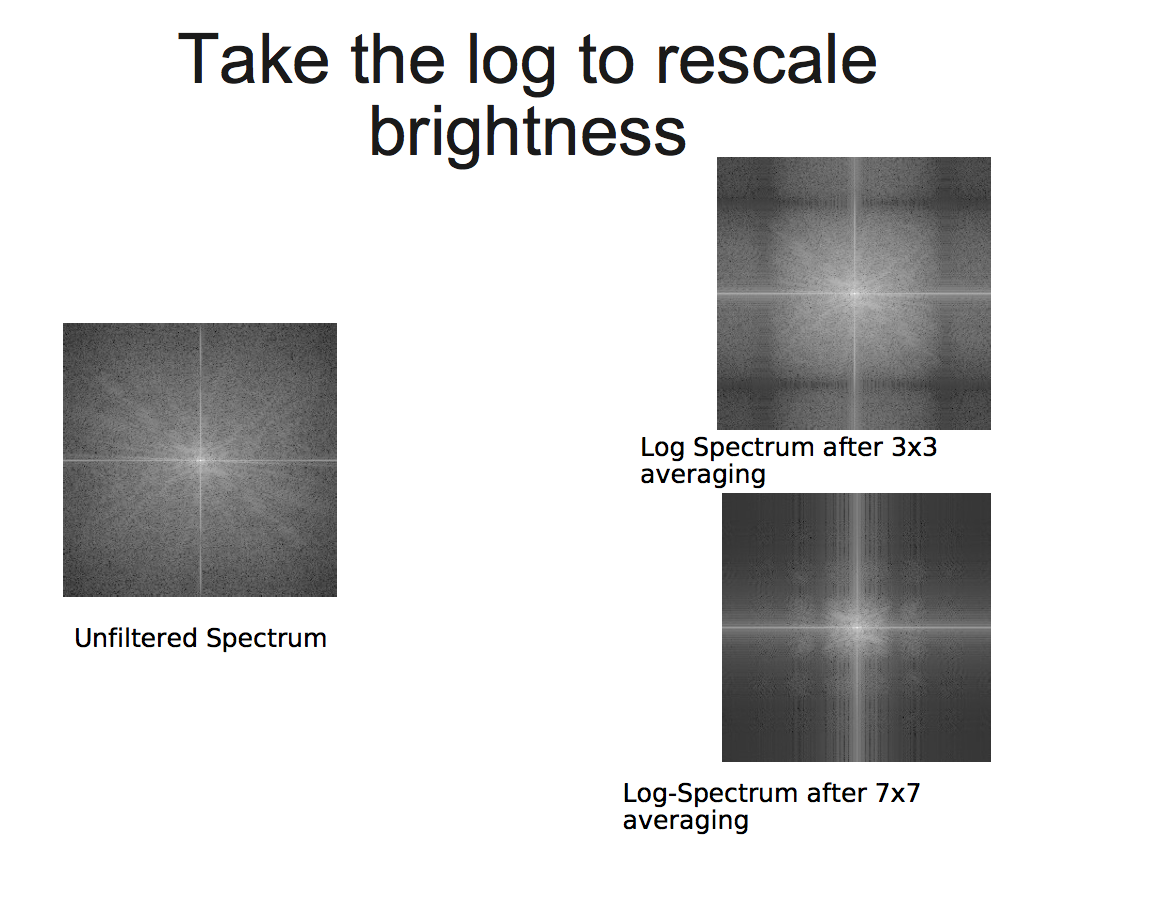 Take the log to rescale
brightness
Log Spectrum after 3x3
averaging
Unfiltered Spectrum
Log-Spectrum after 7x7
averaging